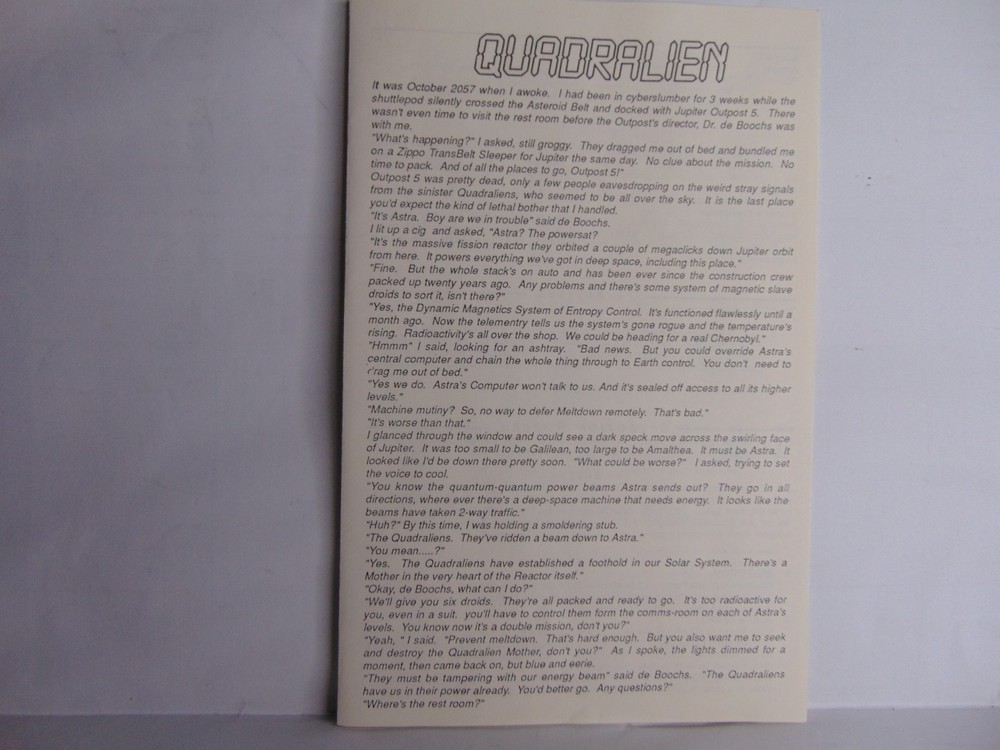 QUADRALIEN
It was October 2057 when I awoke. I had been in cyberslumber for 3 weeks while the
shuttlepod silently crossed the Asteroid Belt and docked with Jupiter Outpost 5. There
wasn't even time to visit the rest room before the Outpost's director, Dr. de Boochs was
with me.
"What's happening?" I asked, still groggy. They dragged me out of bed and bundled me
on a Zippo TransBelt Sleeper for Jupiter the same day. No clue about the mission. No
time to pack. And of all the places to go, Outpost 5!"
Outpost 5 was pretty dead, only a few people eavesdropping on the weird stray signals
from the sinister Quadraliens, who seemed to be all over the sky. It is the last place
you'd expect the kind of lethal bother that I handled.
"It's Astra. Boy are we in trouble" said de Boochs.
I lit up a cig and asked, "Astra? The powersat?
"It's the massive fission reactor they orbited a couple of megaclicks down Jupiter orbit
from here. It powers everything we've got in deep space, including this place."
"Fine. But the whole stack's on auto and has been ever since the construction crew
packed up twenty years ago. Any problems and there's some system of magnetic slave
droids to sort it, isn't there?"
"Yes, the Dynamic Magnetics System of Entropy Control. It's functioned flawlessly until a
month ago. Now the telementry tells us the system's gone rogue and the temperature's
rising. Radioactivity's all over the shop. We could be heading for a real Chernobyl."
"Hmmm" I said, looking for an ashtray. "Bad news. But you could override Astra's
central computer and chain the whole thing through to Earth control. You don't need to
drag me out of bed."
"Yes we do. Astra's Computer won't talk to us. And it's sealed off access to all its higher
levels."
"Machine mutiny? So, no way to defer Meltdown remotely. That's bad."
"It's worse than that."
I glanced through the window and could see a dark speck move across the swirling face
of Jupiter. It was too small to be Galilean, too large to be Amalthea. It must be Astra. It
looked like I'd be down there pretty soon. "What could be worse?" I asked, trying to set
the voice to cool.
"You know the quantum-quantum power beams Astra sends out? They go in all
directions, where ever there's a deep-space machine that needs energy. It looks like the
beams have taken 2-way traffic."
"Huh?" By this time, I was holding a smoldering stub.
"The Quadraliens. They've ridden a beam down to Astra."
"You mean.....?"
"Yes. The Quadraliens have established a foothold in our Solar System. There's a
Mother in the very heart of the Reactor itself."
"Okay, de Boochs, what can I do?"
"We'll give you six droids. They're all packed and ready to go. It's too radioactive for
you, even in a suit. you'll have to control them form the comms-room on each of Astra's
levels. You know now it's a double mission, don't you?"
"Yeah, " I said. "Prevent meltdown. That's hard enough. But you also want me to seek
and destroy the Quadralien Mother, don't you?" As I spoke, the lights dimmed for a
moment, then came back on, but blue and eerie.
"They must be tampering with our energy beam" said de Boochs. "The Quadraliens
have us in their power already. You'd better go. Any questions?"
"Where's the rest room?"